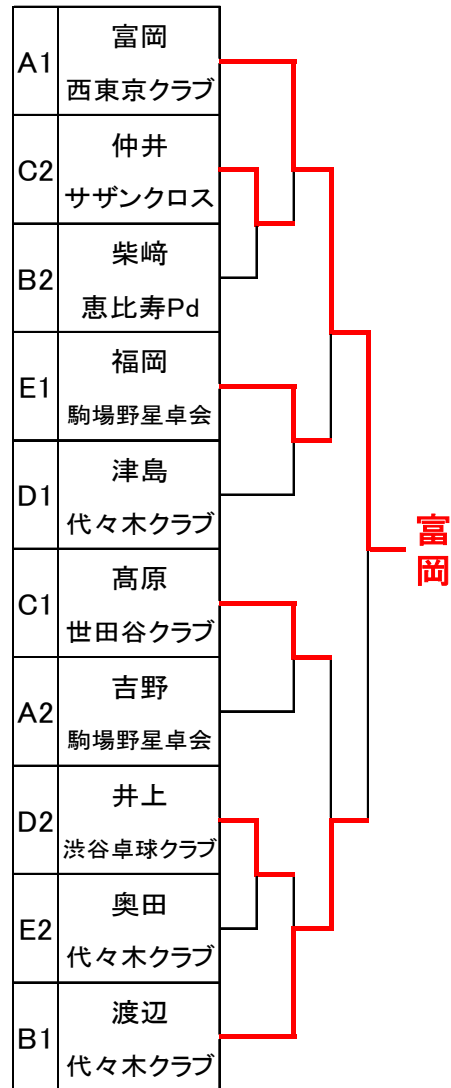 A1
富岡
西東京クラブ
C2
仲井
サザンクロス
B2
柴﨑
恵比寿Pd
E1
福岡
駒場野星卓会
D1
津島
代々木クラブ
富岡
C1
髙原
世田谷クラブ
A2
吉野
駒場野星卓会
D2
井上
渋谷卓球クラブ
E2
奥田
代々木クラブ
B1
渡辺
代々木クラブ